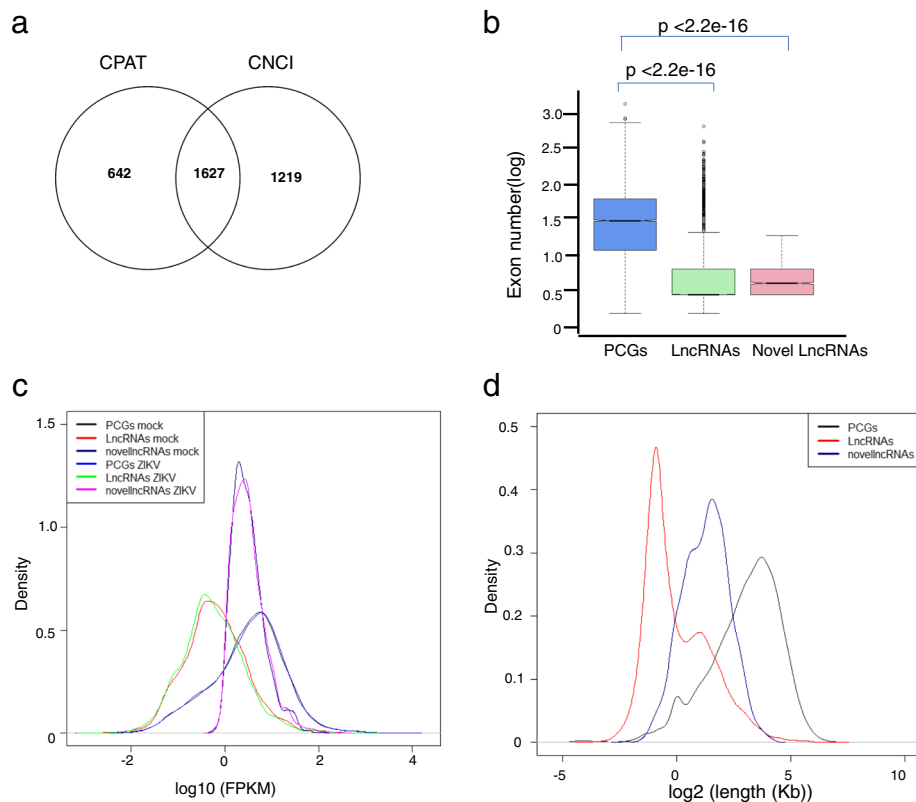 a
CPAT CNCI
642 1627 1219
b
p <2.2e-16
p <2.2e-16
Exon number(log)
3.0
2.5
2.0
1.5
1.0
0.5
0
PCGs LncRNAs Novel LncRNAs
c
PCGs mock
LncRNAs mock
novellncRNAs mock
PCGs ZIKV
LncRNAs ZIKV
novellncRNAs ZIKV
Density
1.5
1.0
0.5
0
-2 0 2 4
log10 (FPKM)
d
PCGs
LncRNAs
novellncRNAs
Density
0.5
0.4
0.3
0.2
0.1
0
-5 0 5 10
log2 (length (Kb))